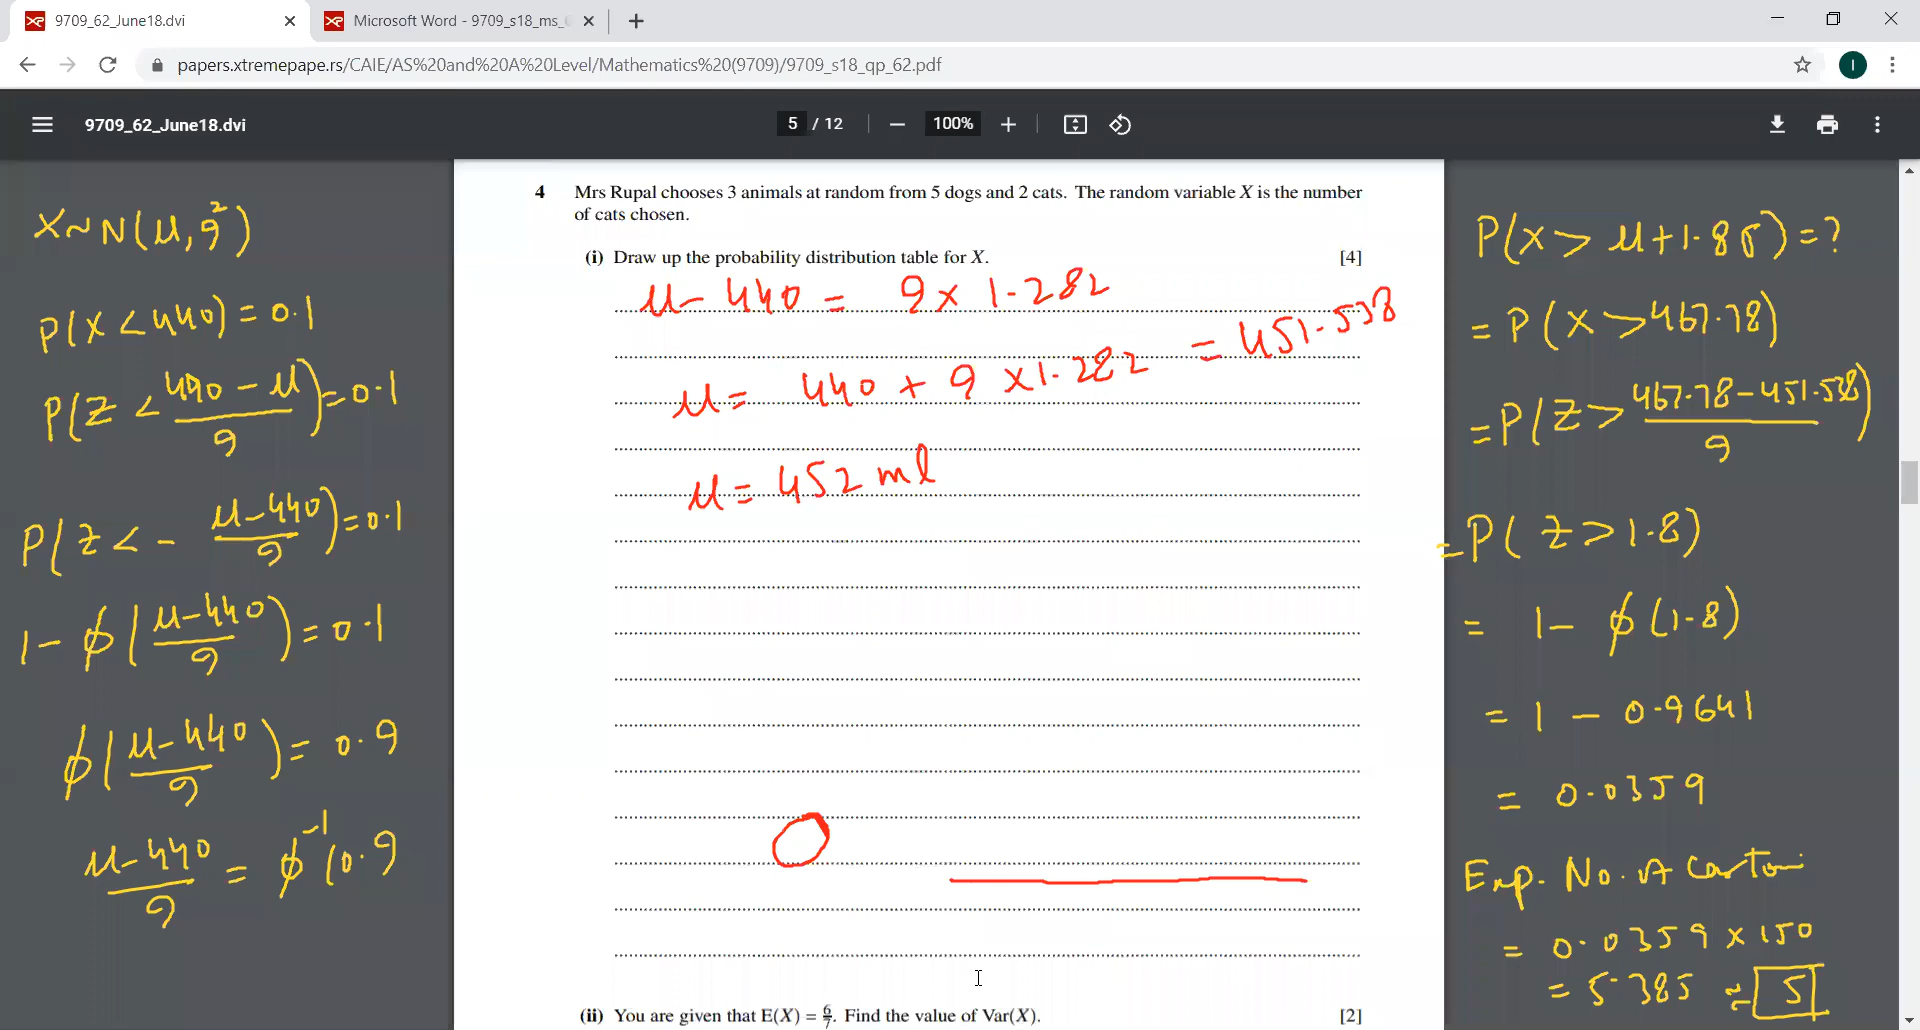 9709_62_June18.dvi
Microsoft Word - 9709_s18_ms_
papers.xtremepape.rs/CAIE/AS%20and%20A%20Level/Mathematics%20(9709)/9709_s18_qp_62.pdf
I
9709_62_June18.dvi
5 / 12
100%
4 Mrs Rupal chooses 3 animals at random from 5 dogs and 2 cats. The random variable X is the number
of cats chosen.
(i) Draw up the probability distribution table for X. [4]
μ - 440 = 9 × 1.282
μ = 440 + 9 × 1.282 = 451.538
μ = 452 ml
(ii) You are given that E(X) = 6/7. Find the value of Var(X). [2]
X ~ N(μ, 9²)
P(X < 440) = 0.1
P(Z < (440 - μ)/9) = 0.1
P(Z < - (μ - 440)/9) = 0.1
1 - ϕ((μ - 440)/9) = 0.1
ϕ((μ - 440)/9) = 0.9
(μ - 440)/9 = ϕ⁻¹(0.9
P(X > μ + 1.8σ) = ?
= P(X > 467.78)
= P(Z > (467.78 - 451.538)/9)
= P(Z > 1.8)
= 1 - ϕ(1.8)
= 1 - 0.9641
= 0.0359
Exp. No. of Carton
= 0.0359 × 150
= 5.385 ≈ 5